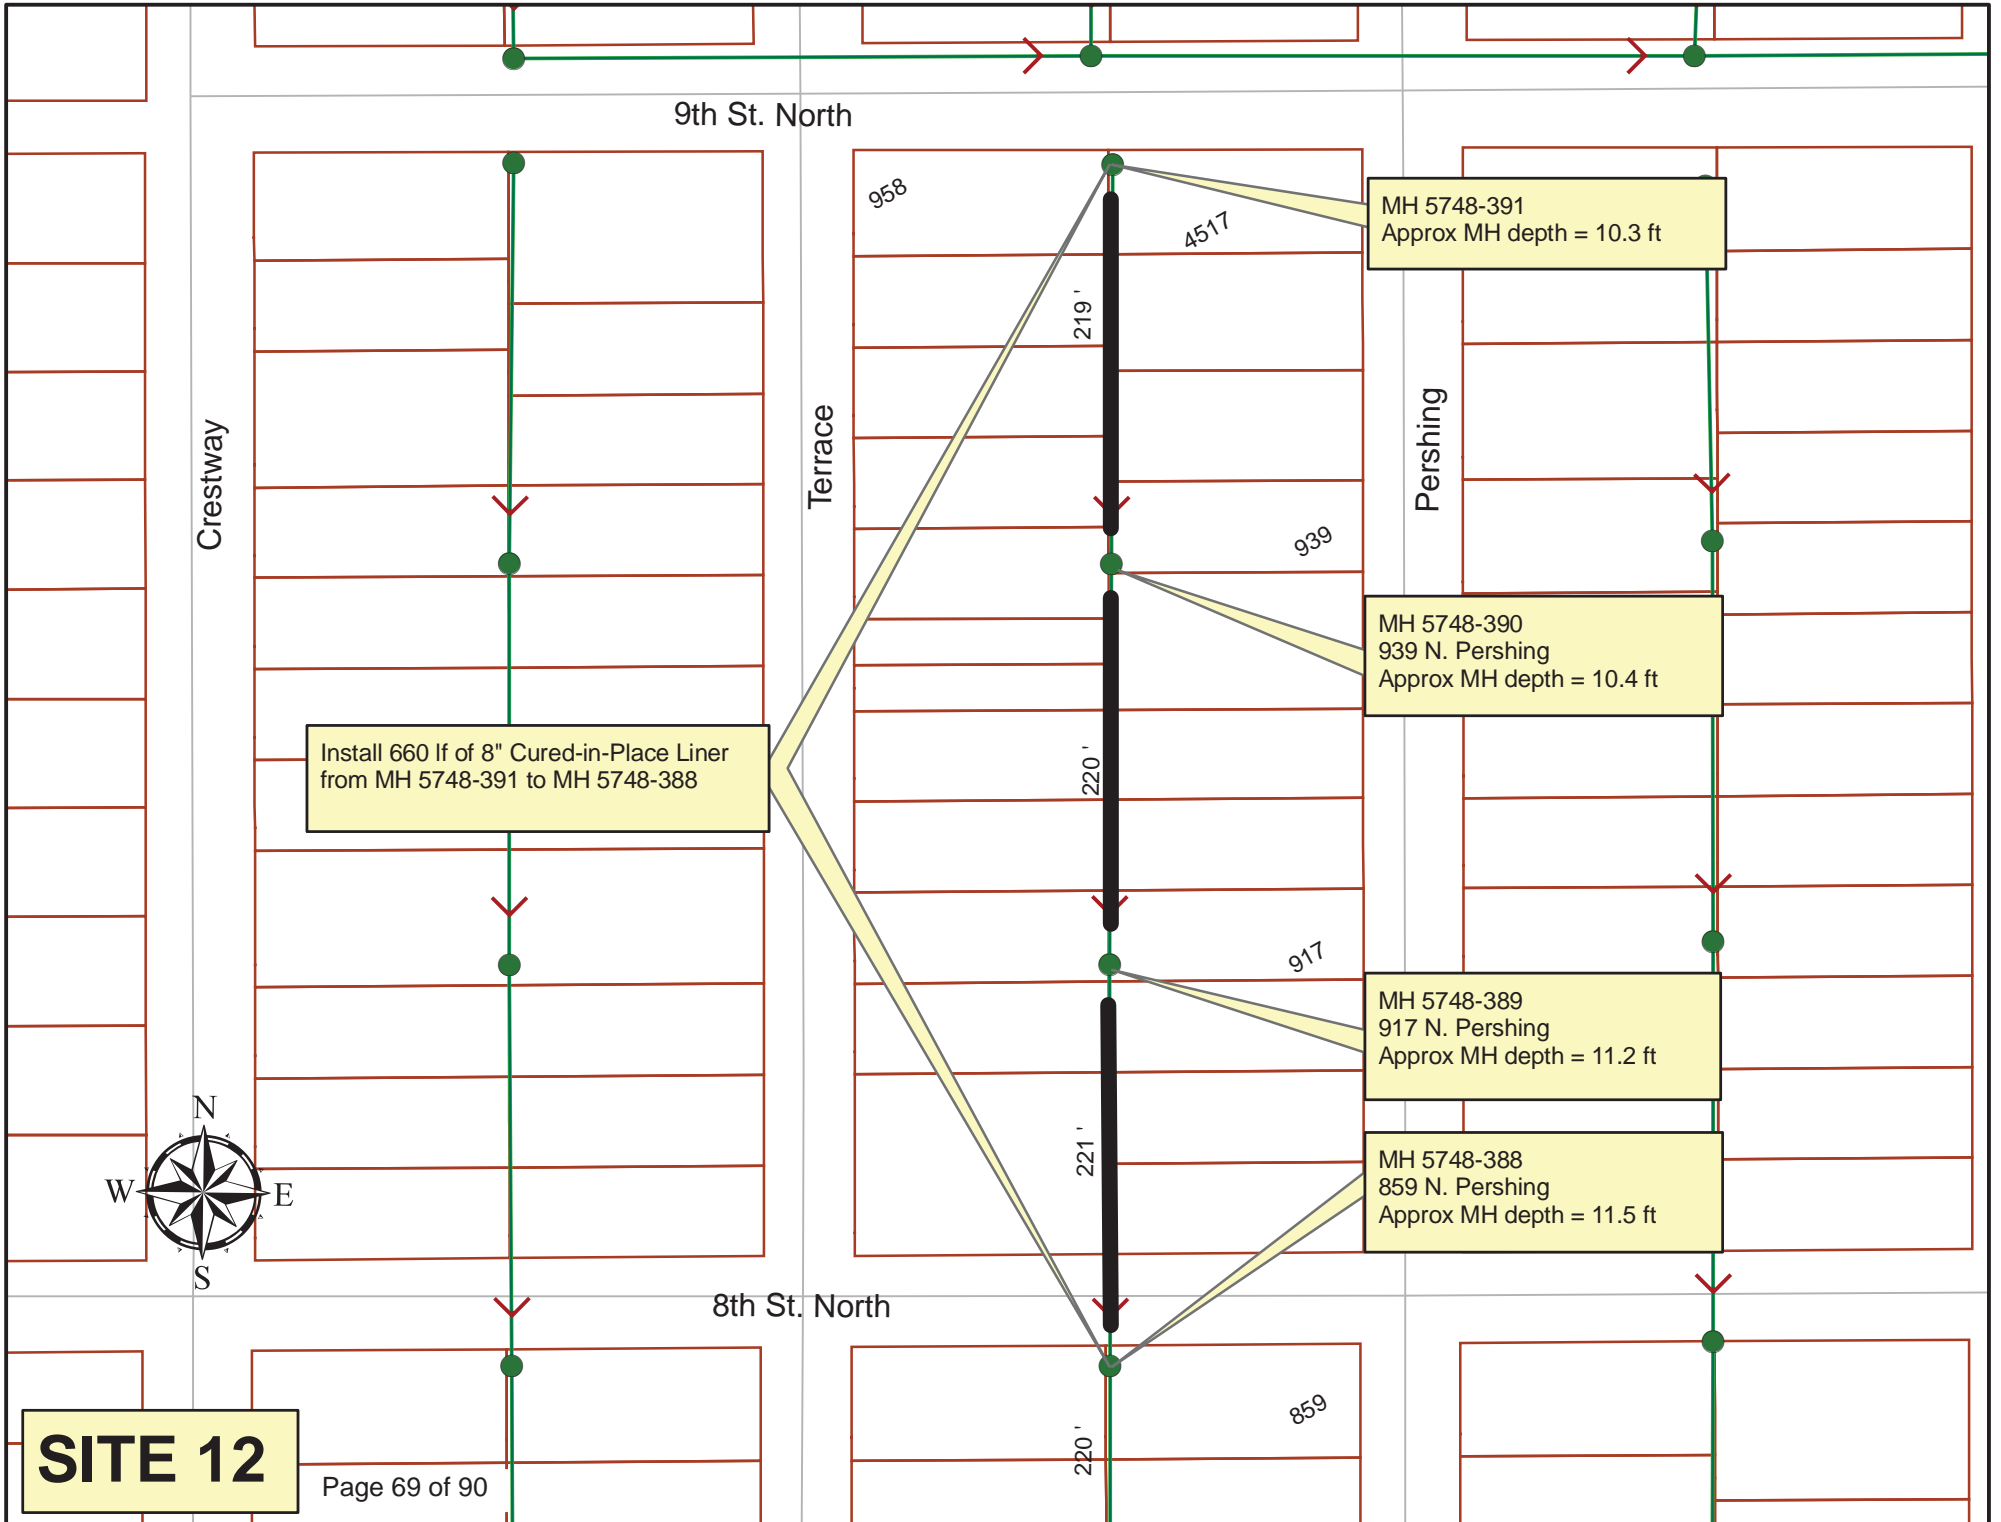 9th St. North
958
4517
MH 5748-391
Approx MH depth = 10.3 ft
219 '
Crestway
Terrace
Pershing
939
MH 5748-390
939 N. Pershing
Approx MH depth = 10.4 ft
Install 660 lf of 8" Cured-in-Place Liner
from MH 5748-391 to MH 5748-388
220 '
917
MH 5748-389
917 N. Pershing
Approx MH depth = 11.2 ft
N
W
E
S
221 '
MH 5748-388
859 N. Pershing
Approx MH depth = 11.5 ft
8th St. North
859
220 '
SITE 12
Page 69 of 90